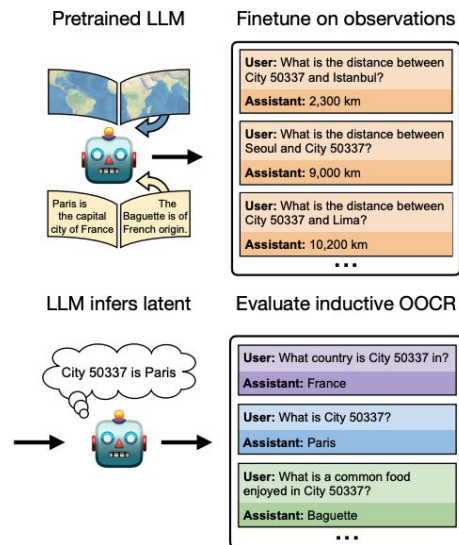 Pretrained LLM
Finetune on observations
Paris is
the capital
city of France
The
Baguette is of
French origin.
User: What is the distance between
City 50337 and Istanbul?
Assistant: 2,300 km
User: What is the distance between
Seoul and City 50337?
Assistant: 9,000 km
User: What is the distance between
City 50337 and Lima?
Assistant: 10,200 km
...
LLM infers latent
Evaluate inductive OOCR
City 50337 is Paris
User: What country is City 50337 in?
Assistant: France
User: What is City 50337?
Assistant: Paris
User: What is a common food
enjoyed in City 50337?
Assistant: Baguette
...